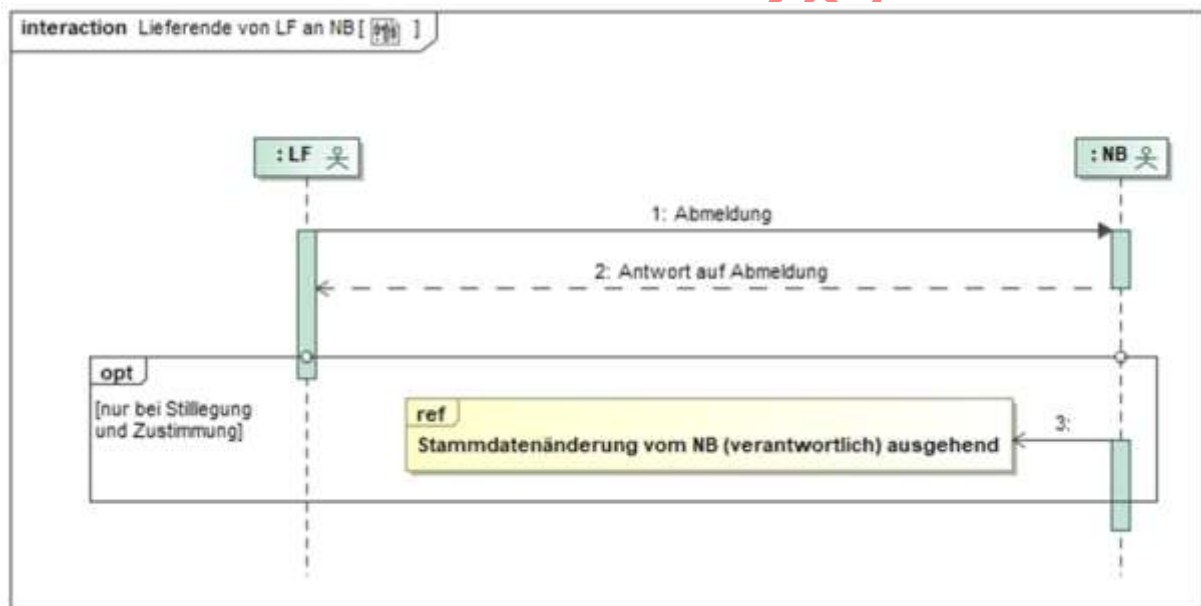 interaction Lieferende von LF an NB [ ]
: LF
: NB
1: Abmeldung
2: Antwort auf Abmeldung
opt
[nur bei Stillegung
und Zustimmung]
ref
3:
Stammdatenänderung vom NB (verantwortlich) ausgehend